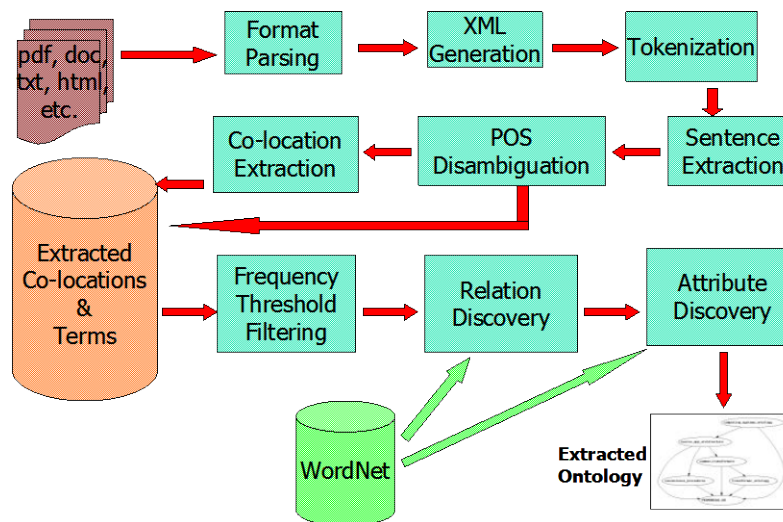 pdf, doc,
txt, html,
etc.
Format
Parsing
XML
Generation
Tokenization
Co-location
Extraction
POS
Disambiguation
Sentence
Extraction
Extracted
Co-locations
&
Terms
Frequency
Threshold
Filtering
Relation
Discovery
Attribute
Discovery
WordNet
Extracted
Ontology